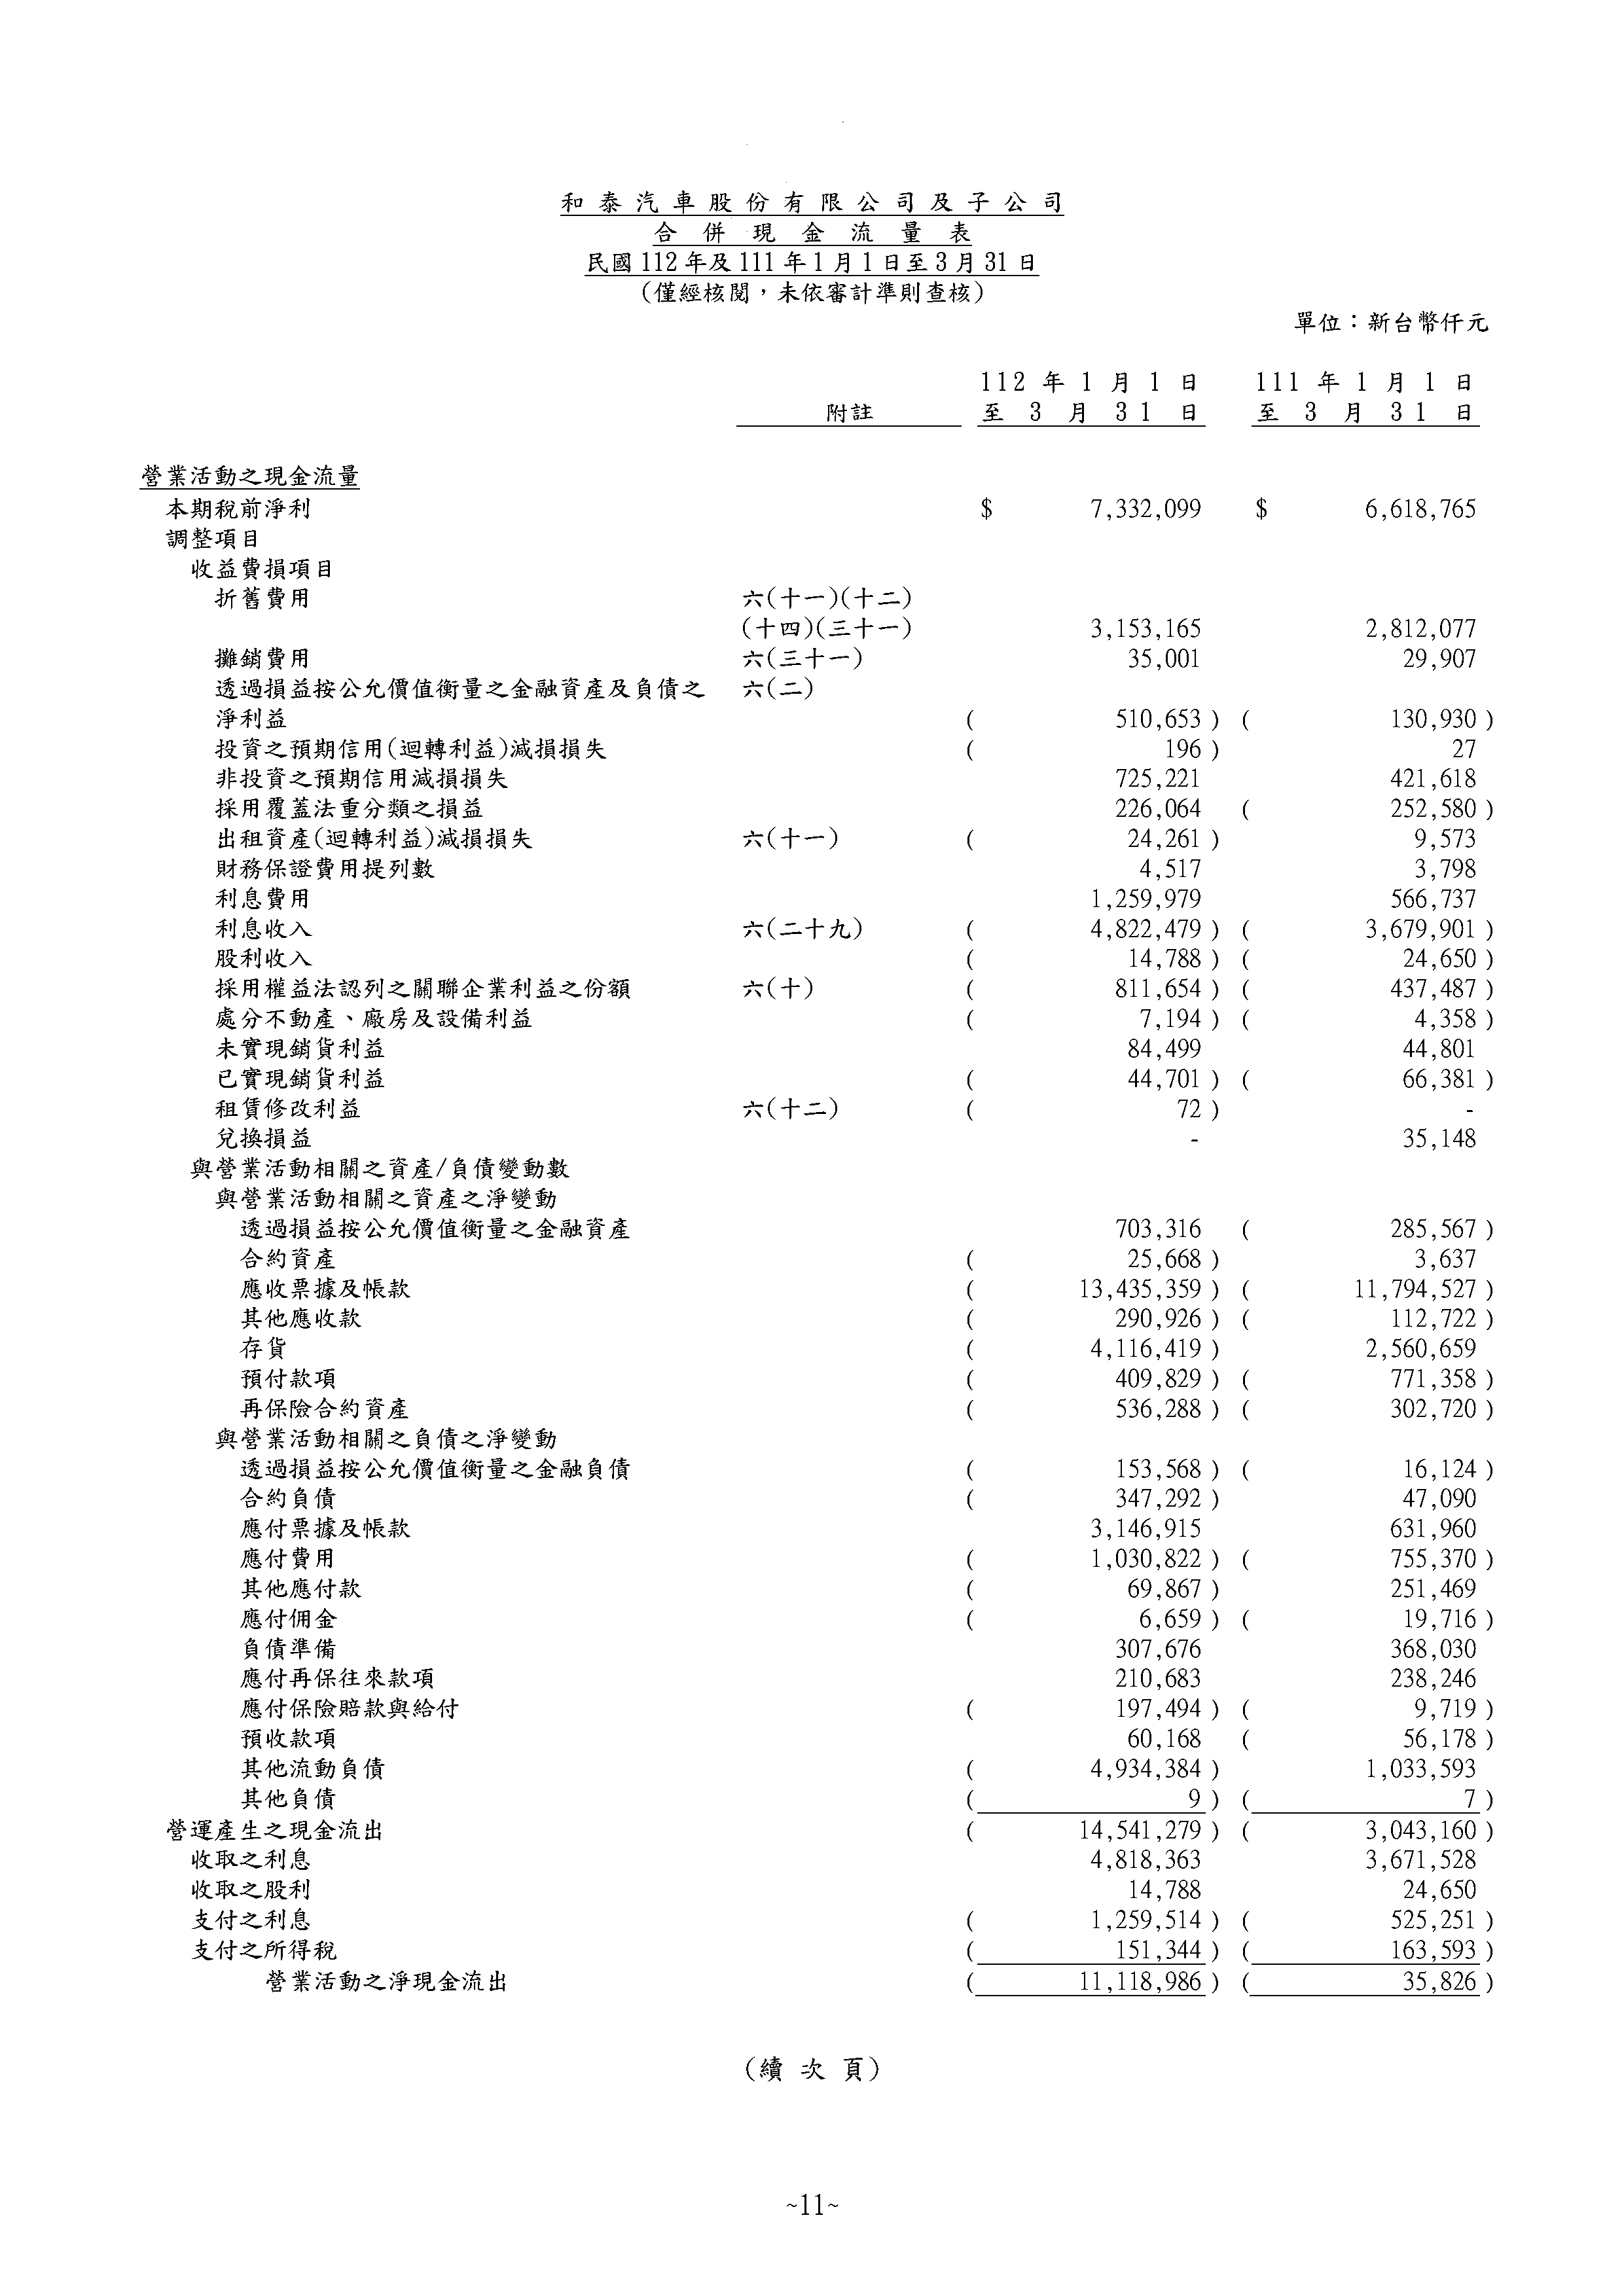 和泰汽車股份有限公司及子公司
合併現金流量表
民國112年及111年1月1日至3月31日
(僅經核閱，未依審計準則查核)
單位：新台幣仟元
112 年 1 月 1 日 111 年 1 月 1 日
附註 至 3 月 31 日 至 3 月 31 日
營業活動之現金流量
本期稅前淨利 $ 7,332,099 $ 6,618,765
調整項目
收益費損項目
折舊費用 六(十一)(十二)
(十四)(三十一) 3,153,165 2,812,077
攤銷費用 六(三十一) 35,001 29,907
透過損益按公允價值衡量之金融資產及負債之 六(二)
淨利益 ( 510,653 ) ( 130,930 )
投資之預期信用(迴轉利益)減損損失 ( 196 ) 27
非投資之預期信用減損損失 725,221 421,618
採用覆蓋法重分類之損益 226,064 ( 252,580 )
出租資產(迴轉利益)減損損失 六(十一) ( 24,261 ) 9,573
財務保證費用提列數 4,517 3,798
利息費用 1,259,979 566,737
利息收入 六(二十九) ( 4,822,479 ) ( 3,679,901 )
股利收入 ( 14,788 ) ( 24,650 )
採用權益法認列之關聯企業利益之份額 六(十) ( 811,654 ) ( 437,487 )
處分不動產、廠房及設備利益 ( 7,194 ) ( 4,358 )
未實現銷貨利益 84,499 44,801
已實現銷貨利益 ( 44,701 ) ( 66,381 )
租賃修改利益 六(十二) ( 72 ) -
兌換損益 - 35,148
與營業活動相關之資產/負債變動數
與營業活動相關之資產之淨變動
透過損益按公允價值衡量之金融資產 703,316 ( 285,567 )
合約資產 ( 25,668 ) 3,637
應收票據及帳款 ( 13,435,359 ) ( 11,794,527 )
其他應收款 ( 290,926 ) ( 112,722 )
存貨 ( 4,116,419 ) 2,560,659
預付款項 ( 409,829 ) ( 771,358 )
再保險合約資產 ( 536,288 ) ( 302,720 )
與營業活動相關之負債之淨變動
透過損益按公允價值衡量之金融負債 ( 153,568 ) ( 16,124 )
合約負債 ( 347,292 ) 47,090
應付票據及帳款 3,146,915 631,960
應付費用 ( 1,030,822 ) ( 755,370 )
其他應付款 ( 69,867 ) 251,469
應付佣金 ( 6,659 ) ( 19,716 )
負債準備 307,676 368,030
應付再保往來款項 210,683 238,246
應付保險賠款與給付 ( 197,494 ) ( 9,719 )
預收款項 60,168 ( 56,178 )
其他流動負債 ( 4,934,384 ) 1,033,593
其他負債 ( 9 ) ( 7 )
營運產生之現金流出 ( 14,541,279 ) ( 3,043,160 )
收取之利息 4,818,363 3,671,528
收取之股利 14,788 24,650
支付之利息 ( 1,259,514 ) ( 525,251 )
支付之所得稅 ( 151,344 ) ( 163,593 )
營業活動之淨現金流出 ( 11,118,986 ) ( 35,826 )
(續 次 頁)
~11~